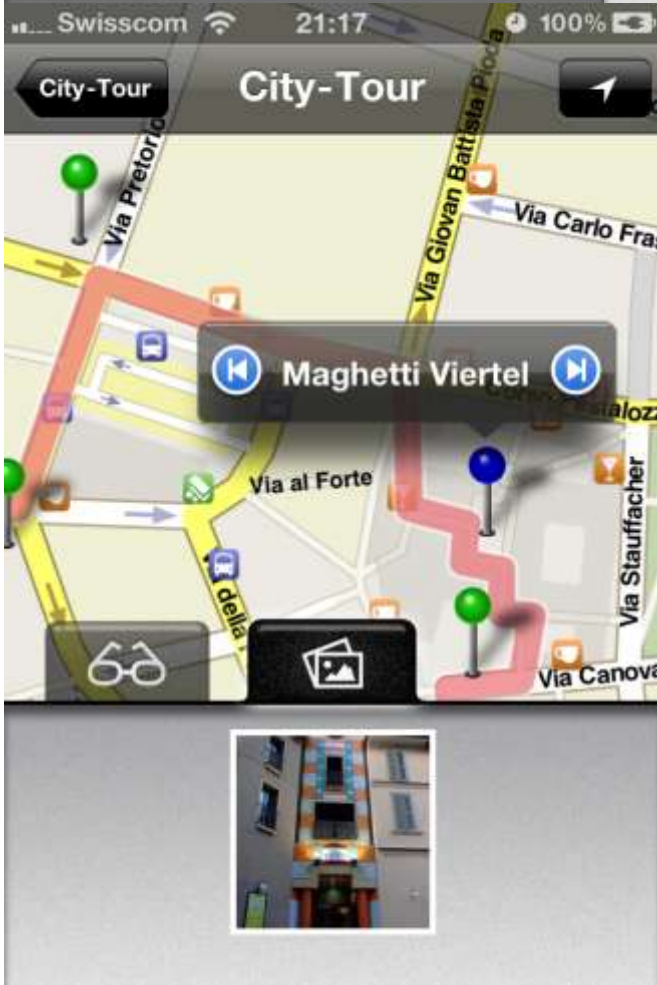 Swisscom 21:17 100%
City-Tour City-Tour
Via Pretorio
Via Giovan Battista Pioda
Via Carlo Fras
Maghetti Viertel
Via al Forte
Via Stauffacher
della
Via Canova